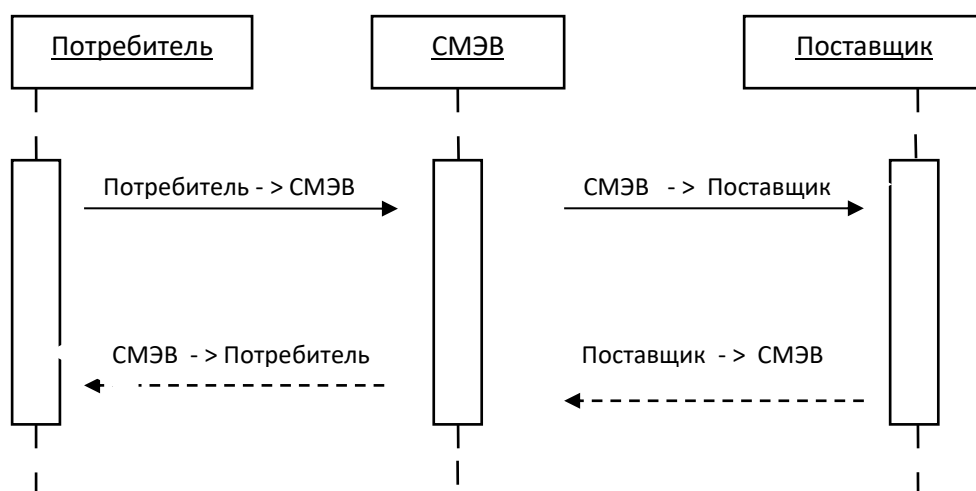 Потребитель
СМЭВ
Поставщик
Потребитель - > СМЭВ
СМЭВ - > Поставщик
СМЭВ - > Потребитель
Поставщик - > СМЭВ